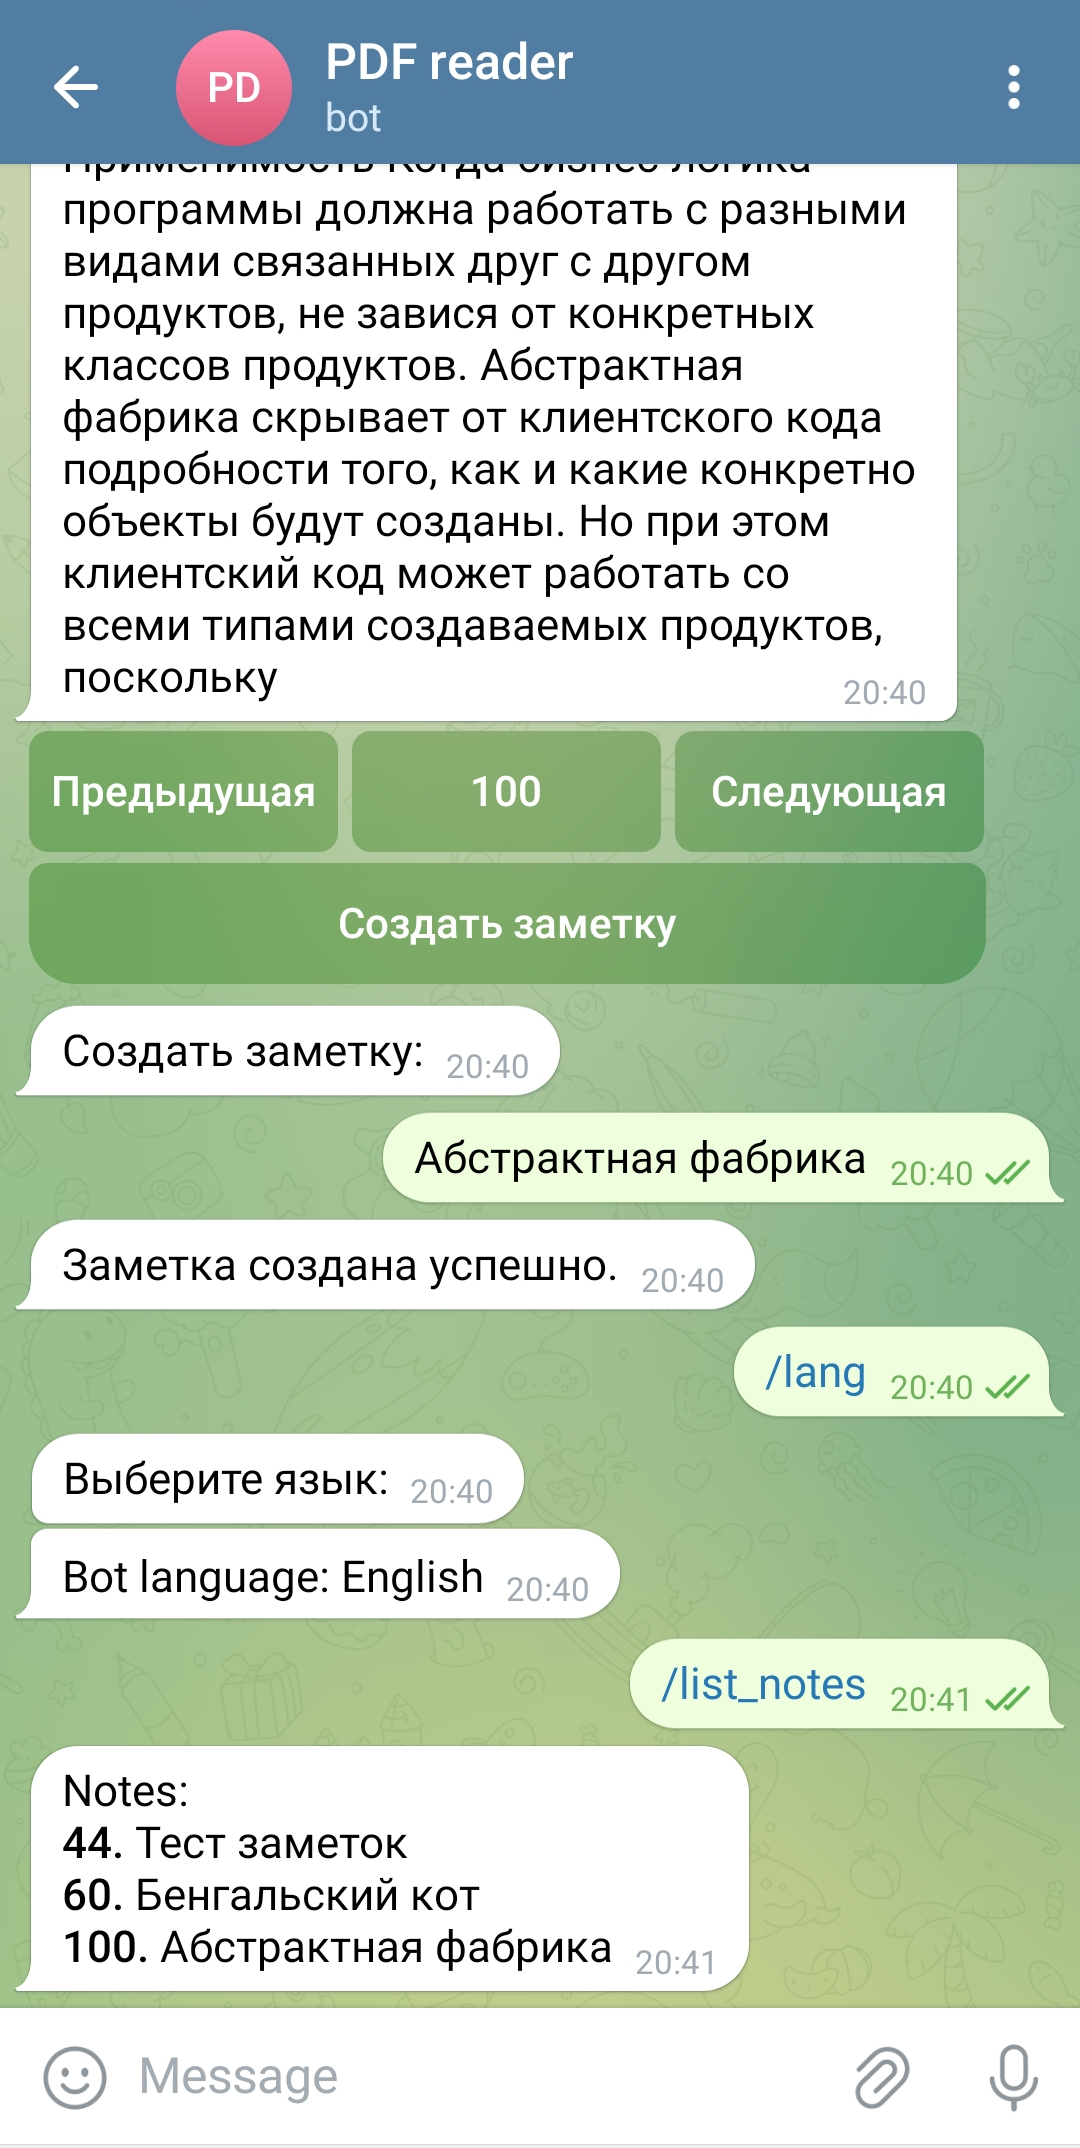 PD
PDF reader
bot
Применимость Когда бизнес-логика
программы должна работать с разными
видами связанных друг с другом
продуктов, не завися от конкретных
классов продуктов. Абстрактная
фабрика скрывает от клиентского кода
подробности того, как и какие конкретно
объекты будут созданы. Но при этом
клиентский код может работать со
всеми типами создаваемых продуктов,
поскольку 20:40
Предыдущая 100 Следующая
Создать заметку
Создать заметку: 20:40
Абстрактная фабрика 20:40
Заметка создана успешно. 20:40
/lang 20:40
Выберите язык: 20:40
Bot language: English 20:40
/list_notes 20:41
Notes:
44. Тест заметок
60. Бенгальский кот
100. Абстрактная фабрика 20:41
Message